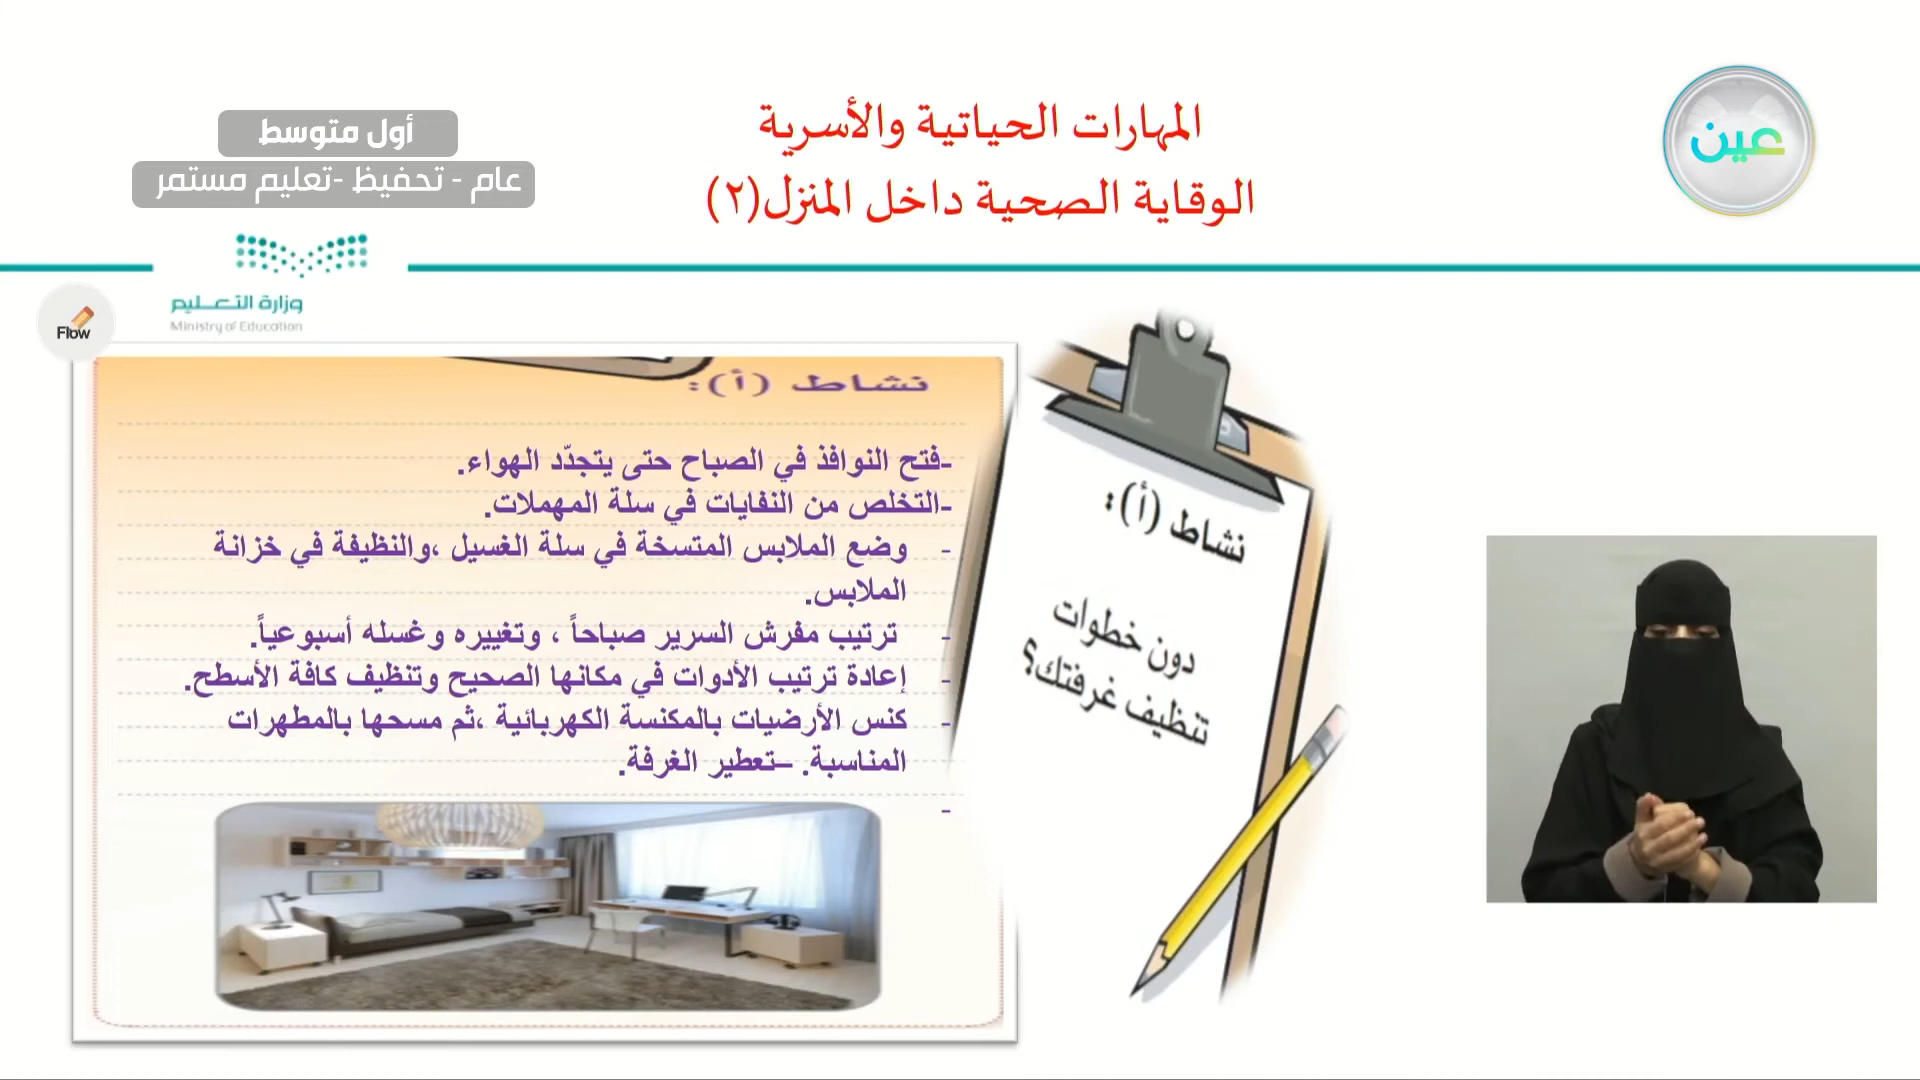 المهارات الحياتية والأسرية
الوقاية الصحية داخل المنزل(٢)
عين
أول متوسط
عام - تحفيظ -تعليم مستمر
وزارة التعـــليم
Ministry of Education
Flow
نشاط (أ):
دون خطوات
تنظيف غرفتك؟
نشاط (أ):
-فتح النوافذ في الصباح حتى يتجدّد الهواء.
-التخلص من النفايات في سلة المهملات.
- وضع الملابس المتسخة في سلة الغسيل ،والنظيفة في خزانة
الملابس.
- ترتيب مفرش السرير صباحاً ، وتغييره وغسله أسبوعياً.
- إعادة ترتيب الأدوات في مكانها الصحيح وتنظيف كافة الأسطح.
- كنس الأرضيات بالمكنسة الكهربائية ،ثم مسحها بالمطهرات
المناسبة. –تعطير الغرفة.
-